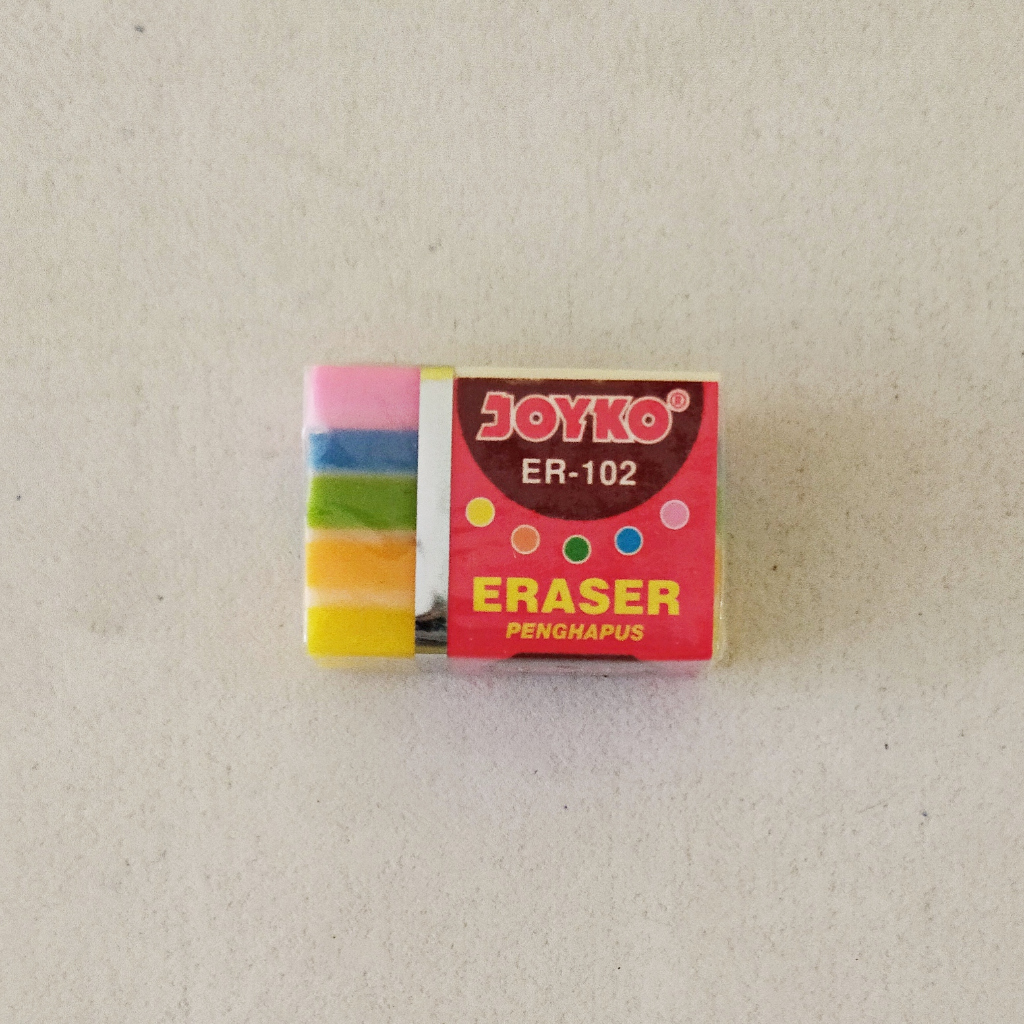 JOYKO®
ER-102
ERASER
PENGHAPUS